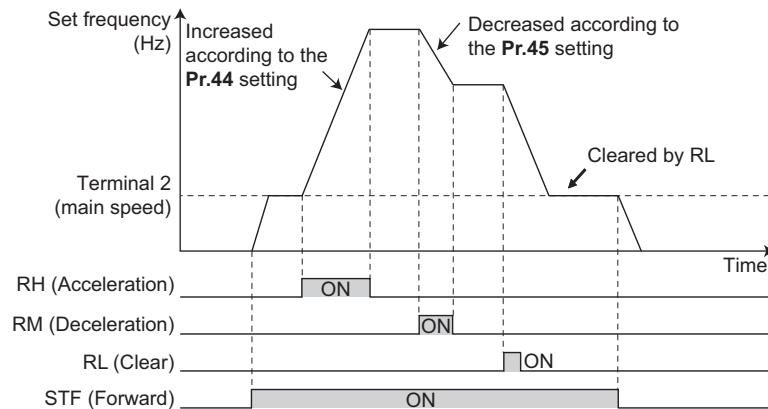 Set frequency
(Hz)
Increased
according to the
Pr.44 setting
Decreased according to
the Pr.45 setting
Cleared by RL
Terminal 2
(main speed)
Time
RH (Acceleration)
ON
RM (Deceleration)
ON
RL (Clear)
ON
STF (Forward)
ON